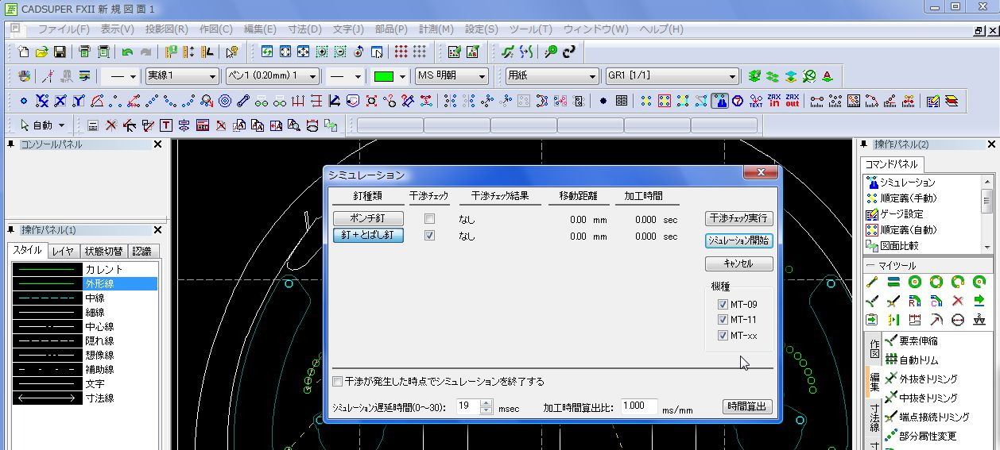 CADSUPER FXII 新 規 図 面 1
ファイル(F) 表示(V) 投影図(R) 作図(C) 編集(E) 寸法(D) 文字(J) 部品(P) 計測(M) 設定(S) ツール(T) ウィンドウ(W) ヘルプ(H)
実線1 ペン1 (0.20mm) 1 MS 明朝 用紙 GR1 [1/1]
TEXT ZAX in ZAX out
自動
コンソールパネル
操作パネル(1)
スタイル レイヤ 状態切替 認識
カレント
外形線
中線
細線
中心線
隠れ線
想像線
補助線
文字
寸法線
シミュレーション
釘種類 干渉チェック 干渉チェック結果 移動距離 加工時間
ポンチ釘 なし 0.00 mm 0.000 sec
釘+とばし釘 なし 0.00 mm 0.000 sec
干渉チェック実行
シミュレーション開始
キャンセル
機種
MT-09
MT-11
MT-xx
干渉が発生した時点でシミュレーションを終了する
シミュレーション遅延時間(0～30): 19 msec 加工時間算出比: 1.000 ms/mm 時間算出
操作パネル(2)
コマンドパネル
シミュレーション
順定義(手動)
ゲージ設定
順定義(自動)
図面比較
マイツール
作図
編集
寸法線
寸
要素伸縮
自動トリム
外抜きトリミング
中抜きトリミング
端点接続トリミング
部分属性変更